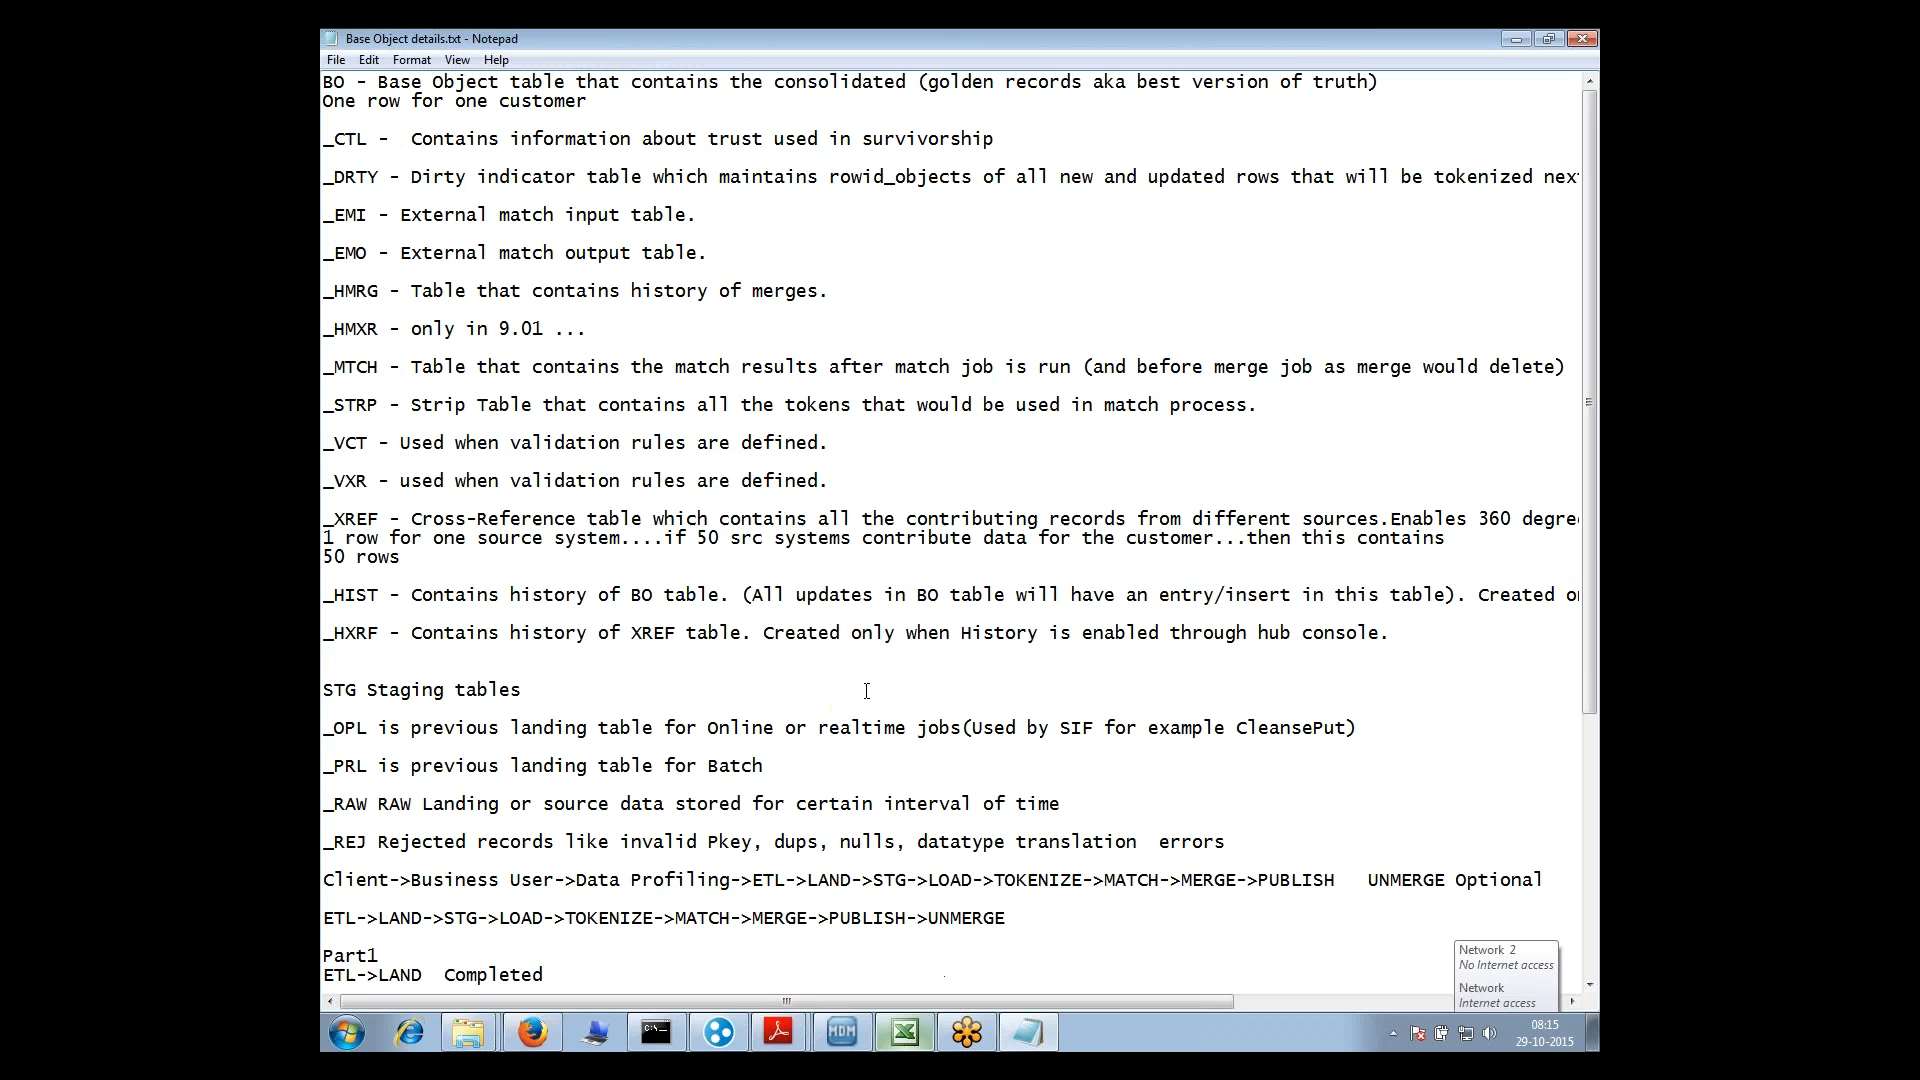 Base Object details.txt - Notepad
File Edit Format View Help
BO - Base Object table that contains the consolidated (golden records aka best version of truth)
One row for one customer
_CTL -  Contains information about trust used in survivorship
_DRTY - Dirty indicator table which maintains rowid_objects of all new and updated rows that will be tokenized nex
_EMI - External match input table.
_EMO - External match output table.
_HMRG - Table that contains history of merges.
_HMXR - only in 9.01 ...
_MTCH - Table that contains the match results after match job is run (and before merge job as merge would delete)
_STRP - Strip Table that contains all the tokens that would be used in match process.
_VCT - Used when validation rules are defined.
_VXR - used when validation rules are defined.
_XREF - Cross-Reference table which contains all the contributing records from different sources.Enables 360 degre
1 row for one source system....if 50 src systems contribute data for the customer...then this contains
50 rows
_HIST - Contains history of BO table. (All updates in BO table will have an entry/insert in this table). Created o
_HXRF - Contains history of XREF table. Created only when History is enabled through hub console.
STG Staging tables
_OPL is previous landing table for Online or realtime jobs(Used by SIF for example CleansePut)
_PRL is previous landing table for Batch
_RAW RAW Landing or source data stored for certain interval of time
_REJ Rejected records like invalid Pkey, dups, nulls, datatype translation  errors
Client->Business User->Data Profiling->ETL->LAND->STG->LOAD->TOKENIZE->MATCH->MERGE->PUBLISH   UNMERGE Optional
ETL->LAND->STG->LOAD->TOKENIZE->MATCH->MERGE->PUBLISH->UNMERGE
Part1
ETL->LAND  Completed
Network 2
No Internet access
Network
Internet access
C:\_
MDM
08:15
29-10-2015